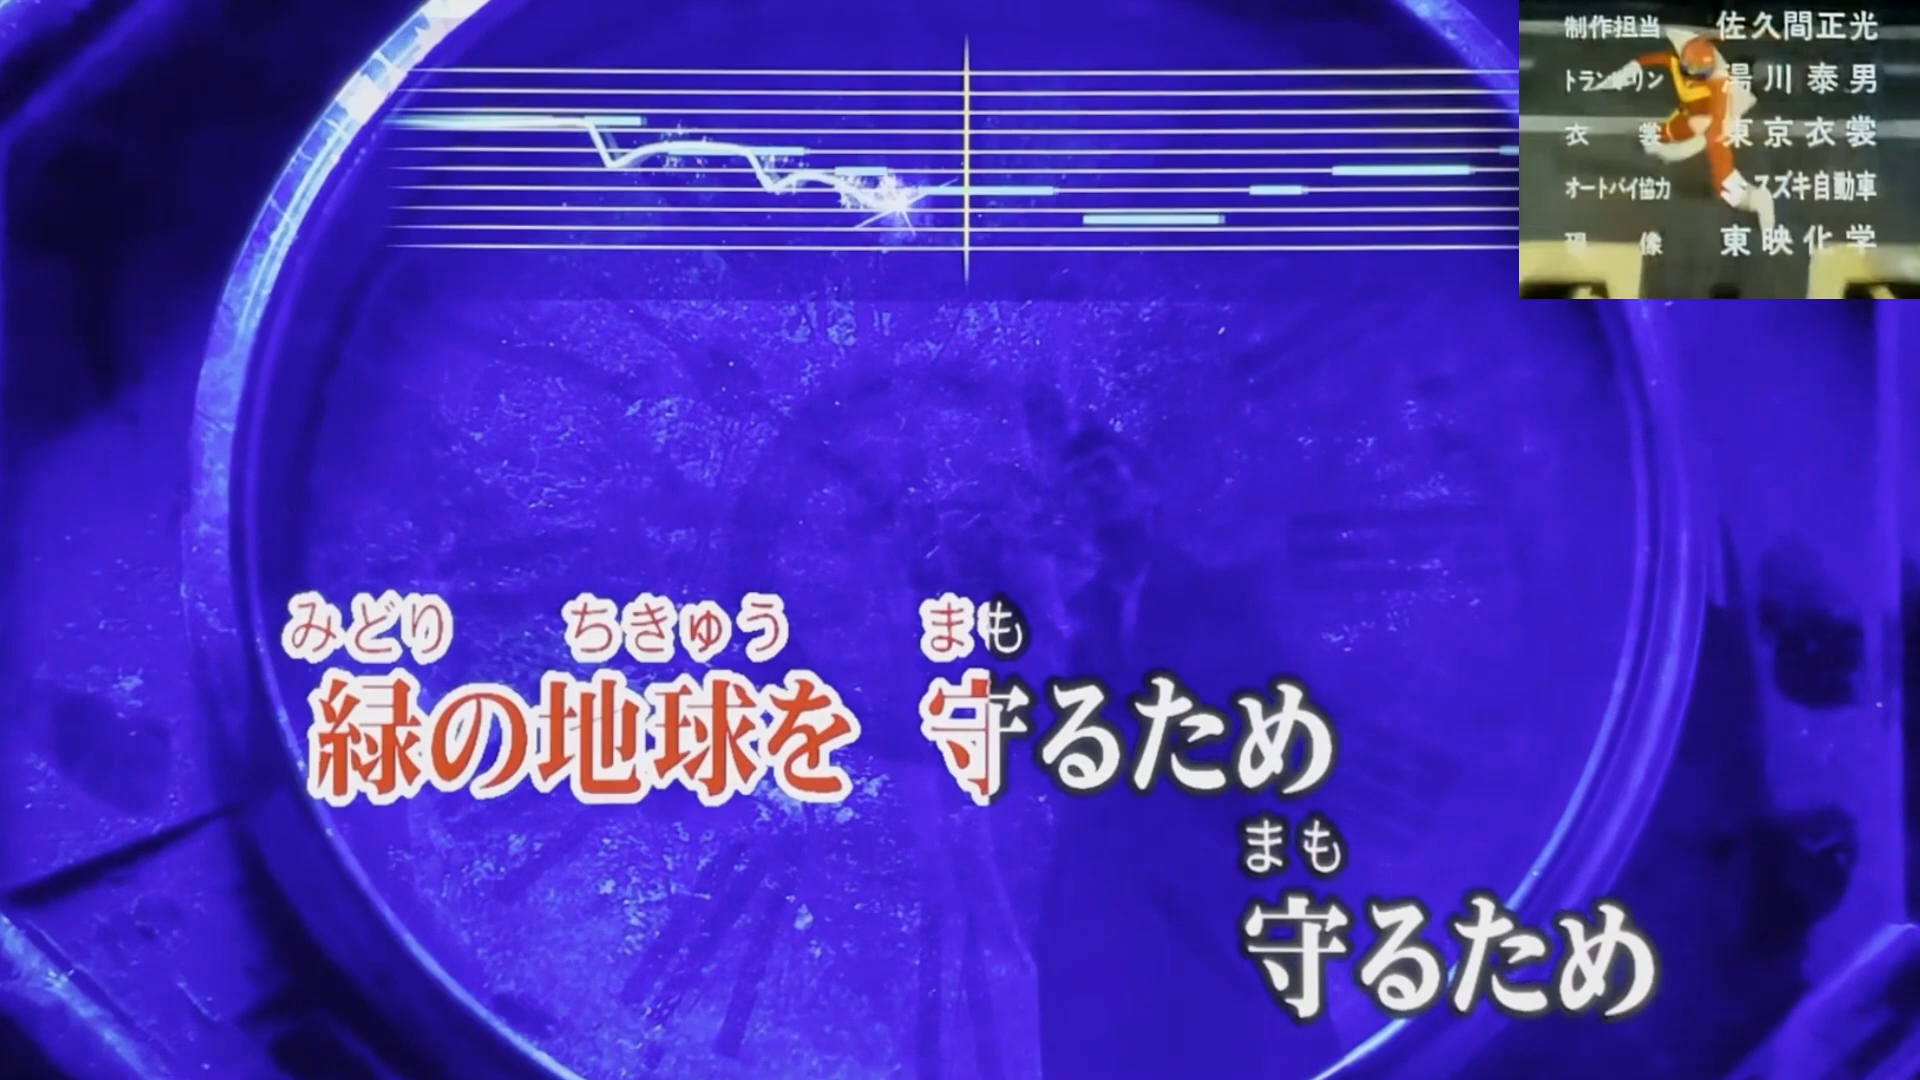 制作担当 佐久間正光
トランポリン 湯川泰男
衣裳 東京衣裳
オートバイ協力 スズキ自動車
現像 東映化学
みどり ちきゅう まも
緑の地球を 守るため
まも
守るため